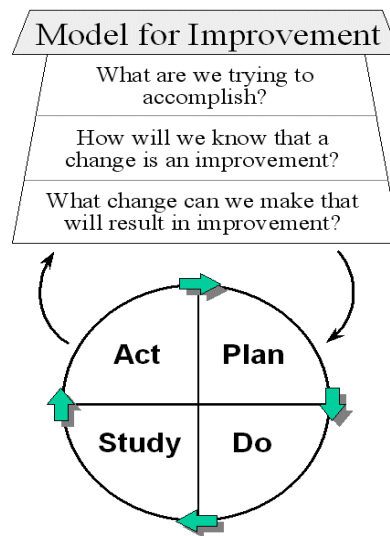 Model for Improvement
What are we trying to
accomplish?
How will we know that a
change is an improvement?
What change can we make that
will result in improvement?
Act
Plan
Study
Do